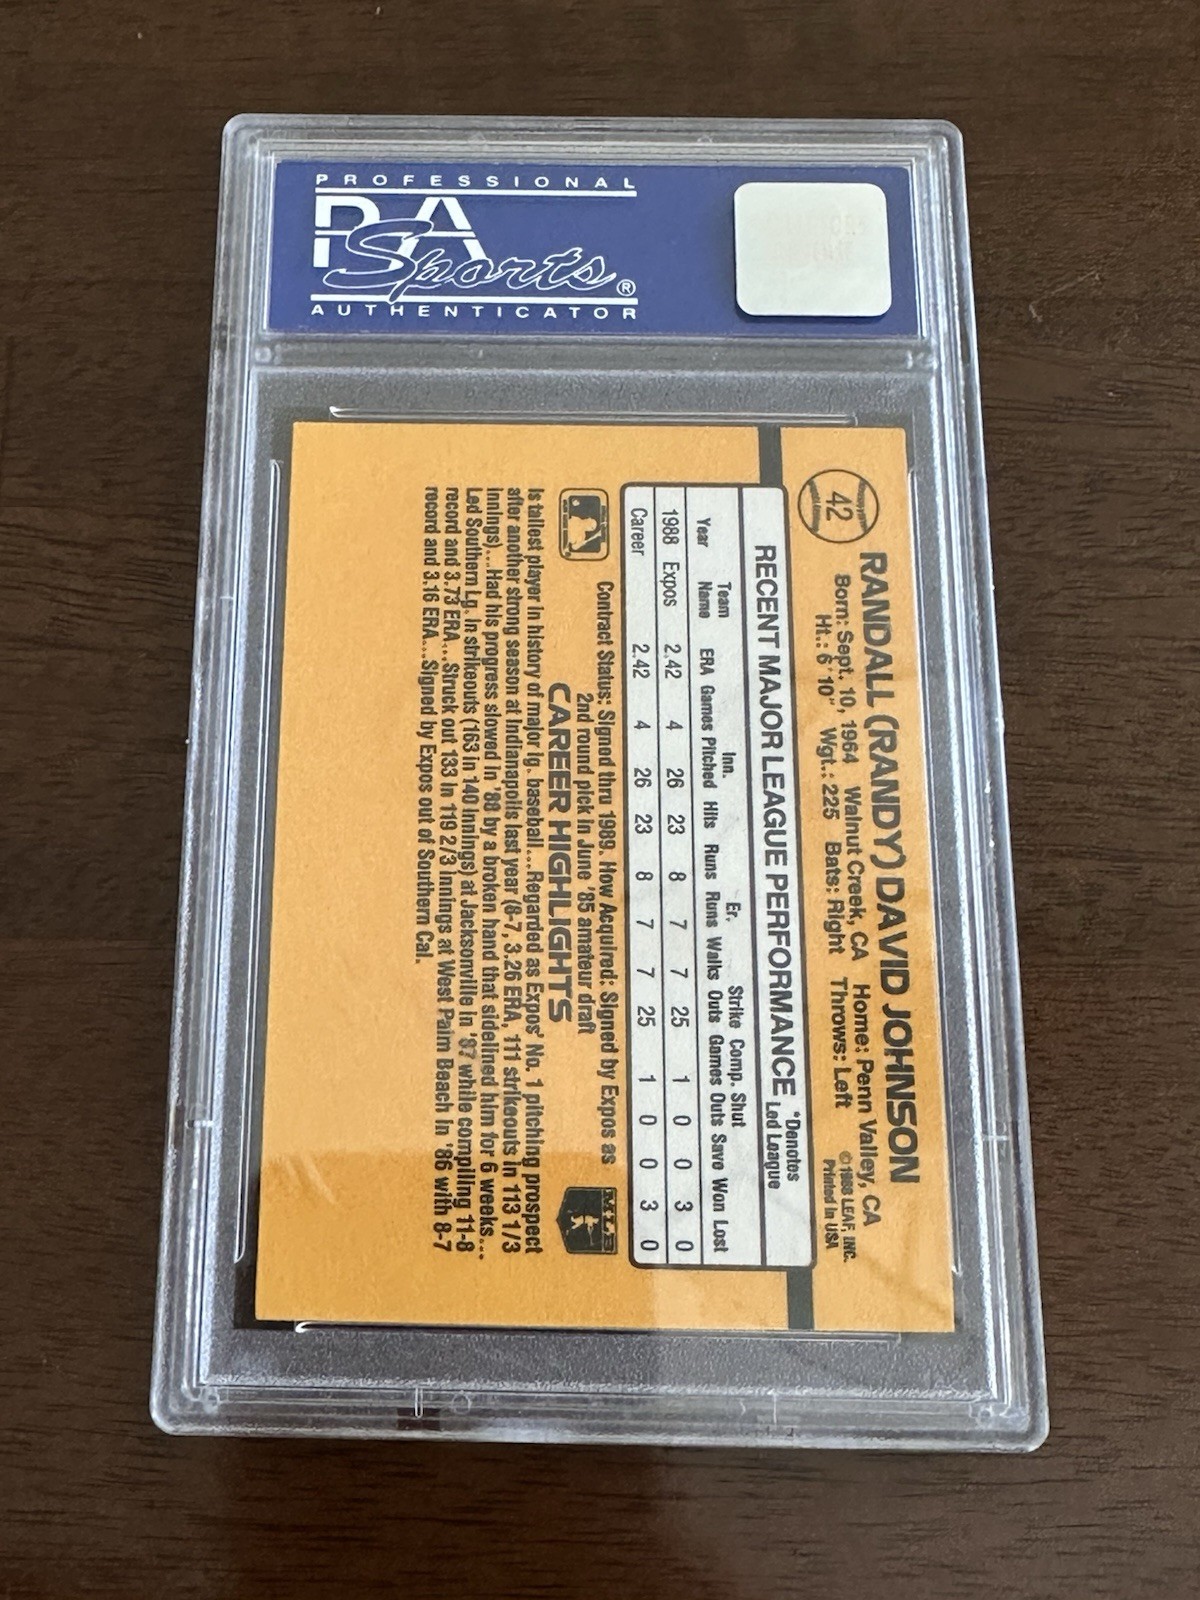 PROFESSIONAL
PA
Sports®
AUTHENTICATOR
42
RANDALL (RANDY) DAVID JOHNSON
Born: Sept. 10, 1964 Walnut Creek, CA Home: Penn Valley, CA
Ht.: 6'10" Wgt.: 225 Bats: Right Throws: Left
©1988 LEAF, INC.
Printed in USA
RECENT MAJOR LEAGUE PERFORMANCE
*Denotes
Led League
Team Inn. Er. Strike Comp. Shut
Year Name ERA Games Pitched Hits Runs Runs Walks Outs Games Outs Save Won Lost
1988 Expos 2.42 4 26 23 8 7 7 25 1 0 0 3 0
Career 2.42 4 26 23 8 7 7 25 1 0 0 3 0
Contract Status: Signed thru 1989. How Acquired: Signed by Expos as
2nd round pick in June '85 amateur draft
CAREER HIGHLIGHTS
MLB
Is tallest player in history of major lg. baseball....Regarded as Expos' No. 1 pitching prospect
after another strong season at Indianapolis last year (8-7, 3.26 ERA, 111 strikeouts in 113 1/3
innings)...Had his progress slowed in '88 by a broken hand that sidelined him for 6 weeks...
Led Southern Lg. in strikeouts (163 in 140 innings) at Jacksonville in '87 while compiling 11-8
record and 3.73 ERA...Struck out 133 in 119 2/3 innings at West Palm Beach in '86 with 8-7
record and 3.16 ERA...Signed by Expos out of Southern Cal.